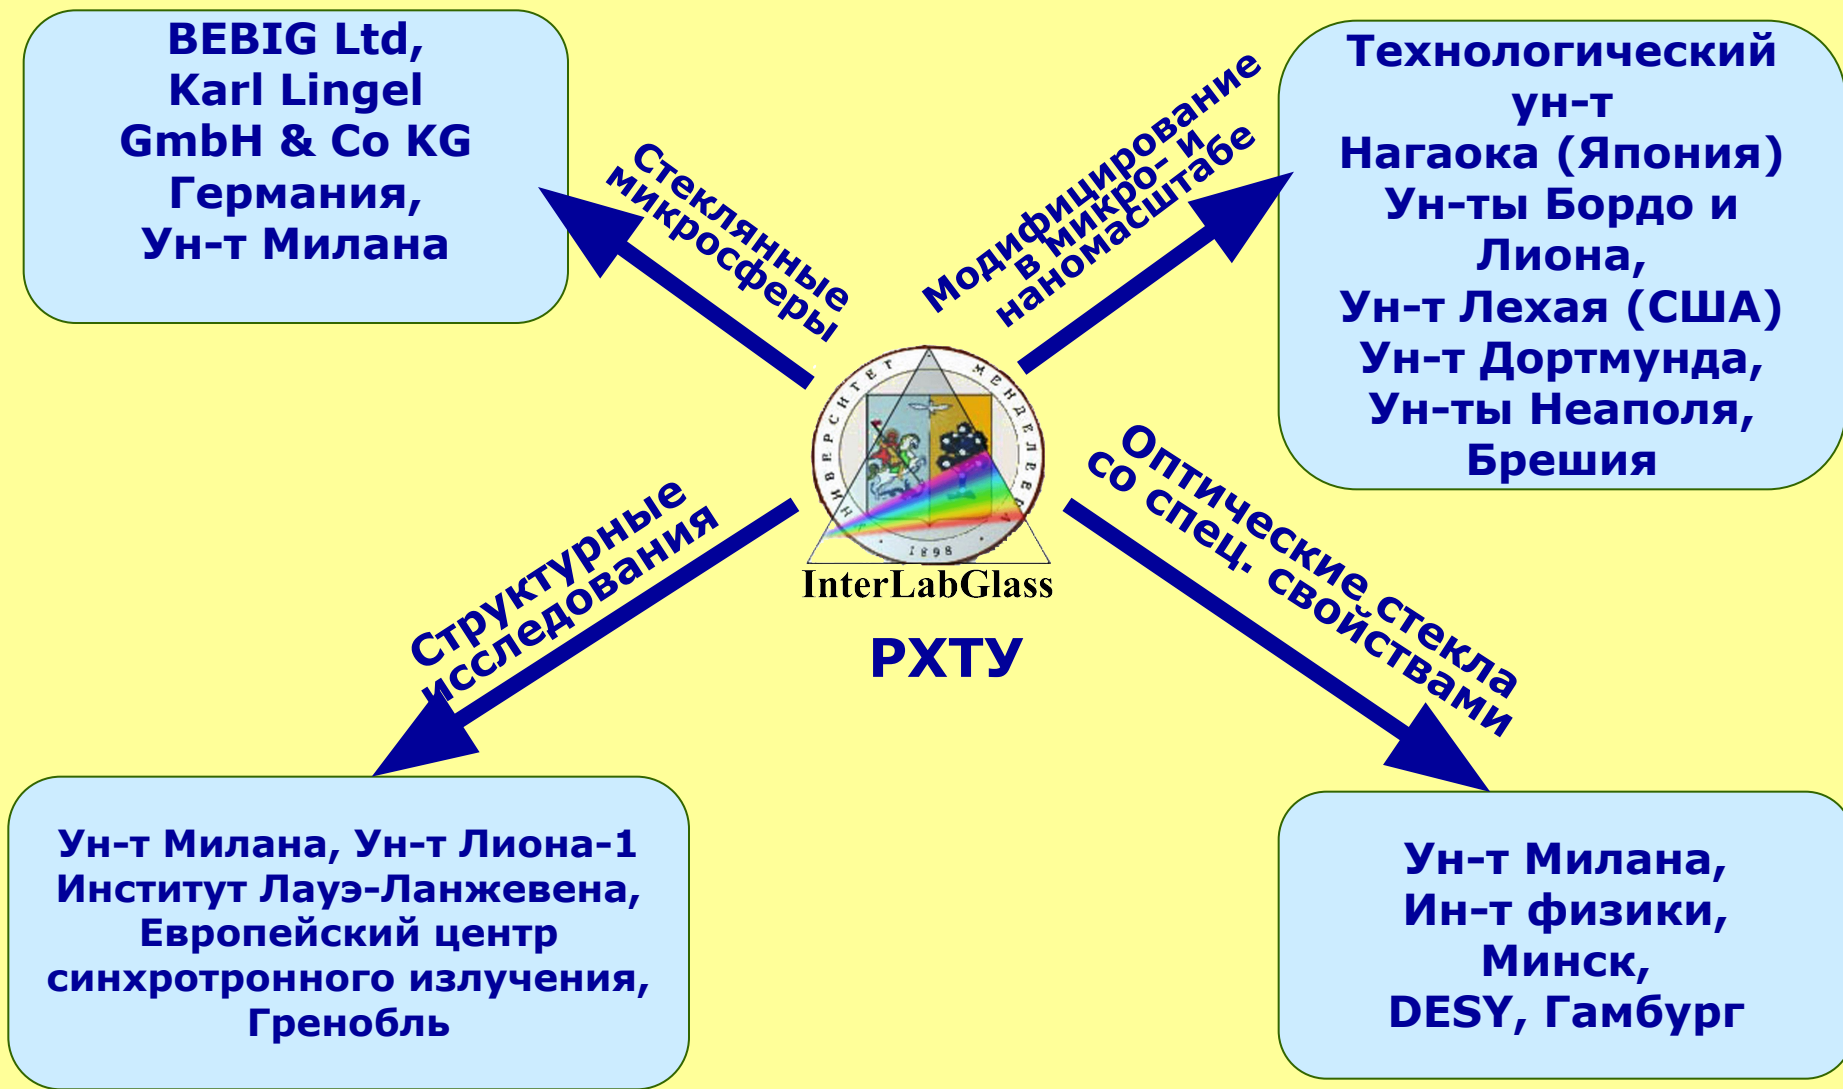 BEBIG Ltd,
Karl Lingel
GmbH & Co KG
Германия,
Ун-т Милана
Стеклянные
микросферы
Модифицирование
в микро- и
наномасштабе
Технологический
ун-т
Нагаока (Япония)
Ун-ты Бордо и
Лиона,
Ун-т Лехая (США)
Ун-т Дортмунда,
Ун-ты Неаполя,
Брешия
1898
InterLabGlass
РХТУ
Структурные
исследования
Оптические стекла
со спец. свойствами
Ун-т Милана, Ун-т Лиона-1
Институт Лауэ-Ланжевена,
Европейский центр
синхротронного излучения,
Гренобль
Ун-т Милана,
Ин-т физики,
Минск,
DESY, Гамбург